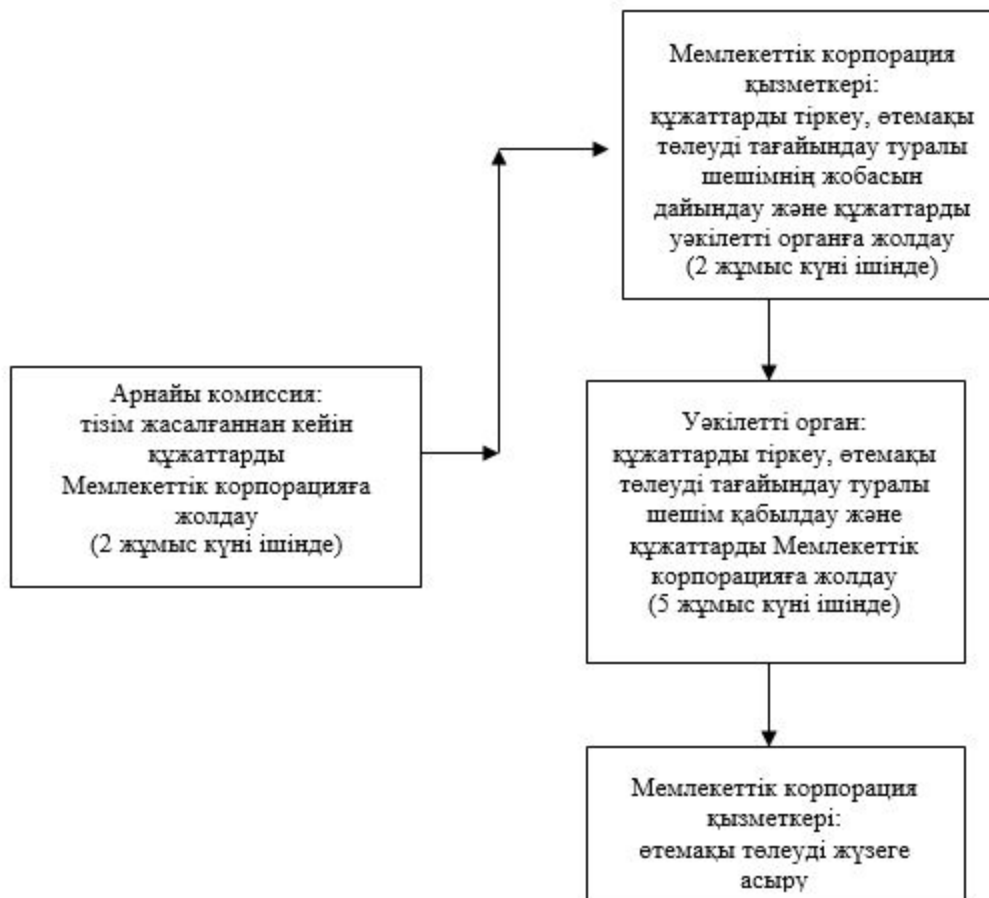 Арнайы комиссия:
тізім жасалғаннан кейін
құжаттарды
Мемлекеттік корпорацияға
жолдау
(2 жұмыс күні ішінде)
Мемлекеттік корпорация
қызметкері:
құжаттарды тіркеу, өтемақы
төлеуді тағайындау туралы
шешімнің жобасын
дайындау және құжаттарды
уәкілетті органға жолдау
(2 жұмыс күні ішінде)
Уәкілетті орган:
құжаттарды тіркеу, өтемақы
төлеуді тағайындау туралы
шешім қабылдау және
құжаттарды Мемлекеттік
корпорацияға жолдау
(5 жұмыс күні ішінде)
Мемлекеттік корпорация
қызметкері:
өтемақы төлеуді жүзеге
асыру